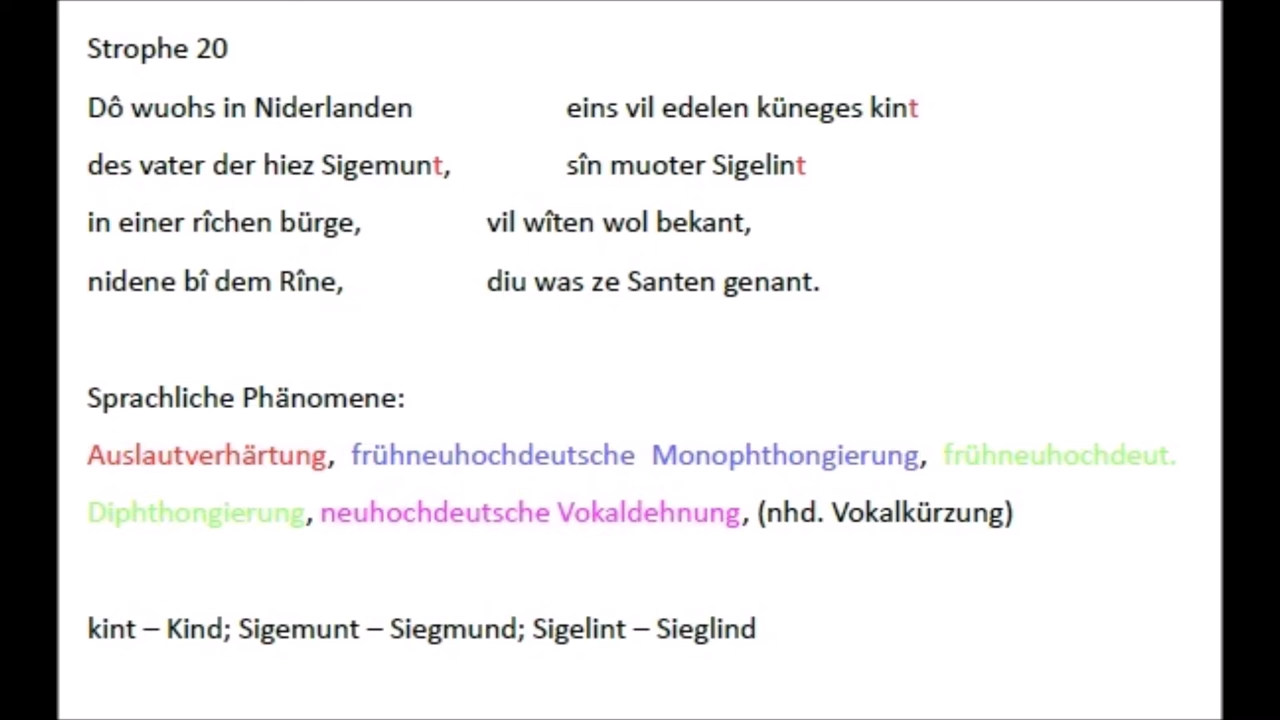 Strophe 20
Dô wuohs in Niderlanden eins vil edelen küneges kint
des vater der hiez Sigemunt, sîn muoter Sigelint
in einer rîchen bürge, vil wîten wol bekant,
nidene bî dem Rîne, diu was ze Santen genant.
Sprachliche Phänomene:
Auslautverhärtung, frühneuhochdeutsche Monophthongierung, frühneuhochdeut.
Diphthongierung, neuhochdeutsche Vokaldehnung, (nhd. Vokalkürzung)
kint – Kind; Sigemunt – Siegmund; Sigelint – Sieglind